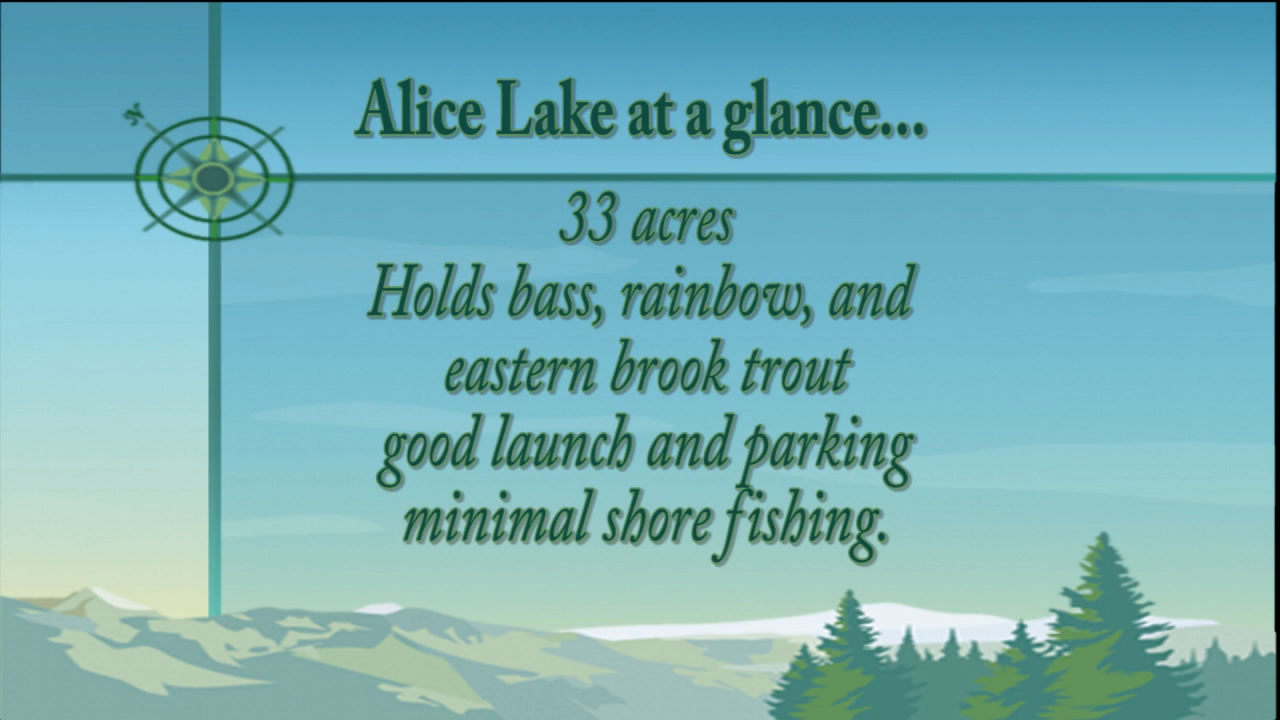 N
Alice Lake at a glance...
33 acres
Holds bass, rainbow, and
eastern brook trout
good launch and parking
minimal shore fishing.